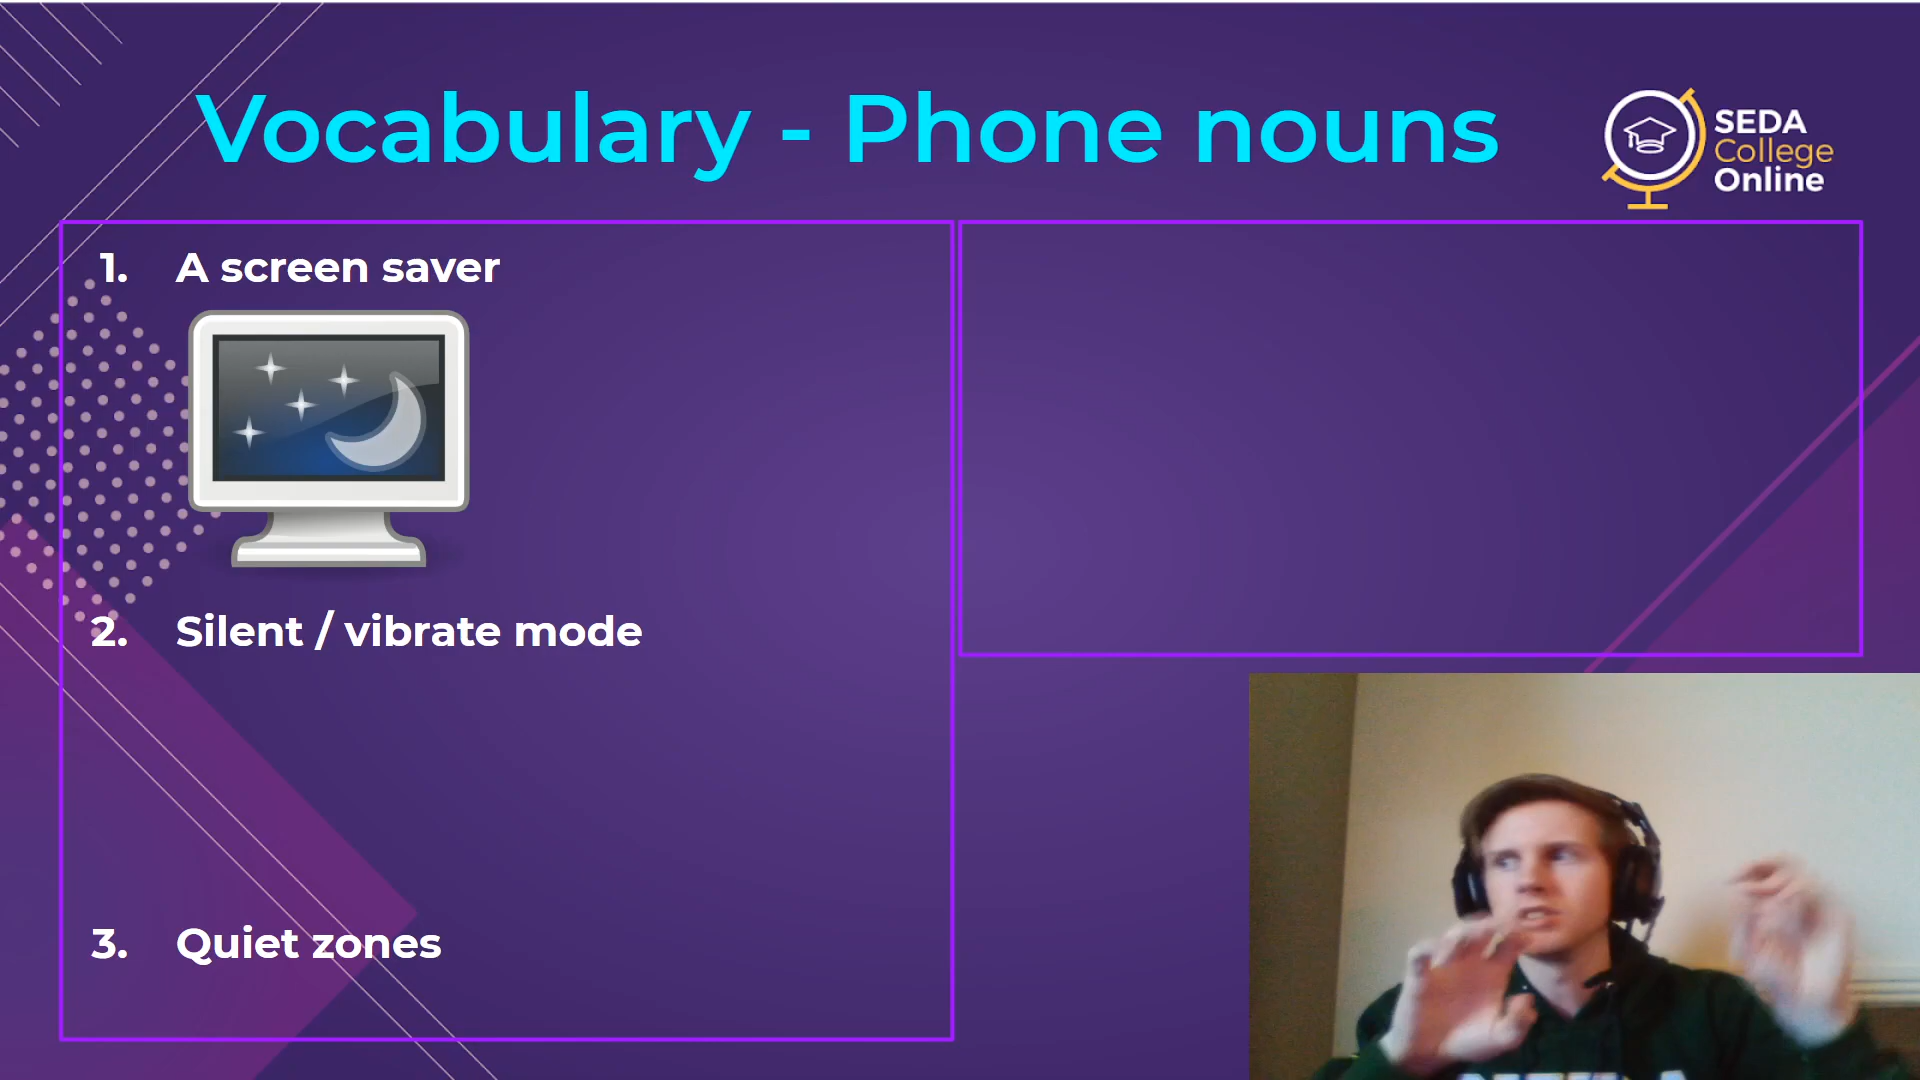 Vocabulary - Phone nouns
SEDA
College
Online
1. A screen saver
2. Silent / vibrate mode
3. Quiet zones